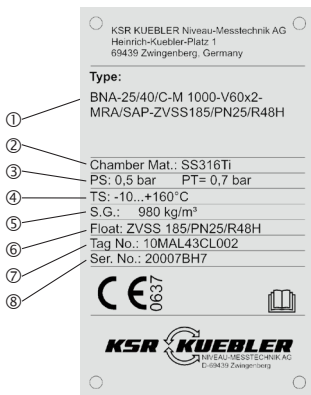 KSR KUEBLER Niveau-Messtechnik AG
Heinrich-Kuebler-Platz 1
69439 Zwingenberg, Germany
Type:
① BNA-25/40/C-M 1000-V60x2-
MRA/SAP-ZVSS185/PN25/R48H
② Chamber Mat.: SS316Ti
③ PS: 0,5 bar PT= 0,7 bar
④ TS: -10...+160°C
⑤ S.G.: 980 kg/m³
⑥ Float: ZVSS 185/PN25/R48H
⑦ Tag No.: 10MAL43CL002
⑧ Ser. No.: 20007BH7
CE 0637
KSR KUEBLER
NIVEAU-MESSTECHNIK AG
D-69439 Zwingenberg